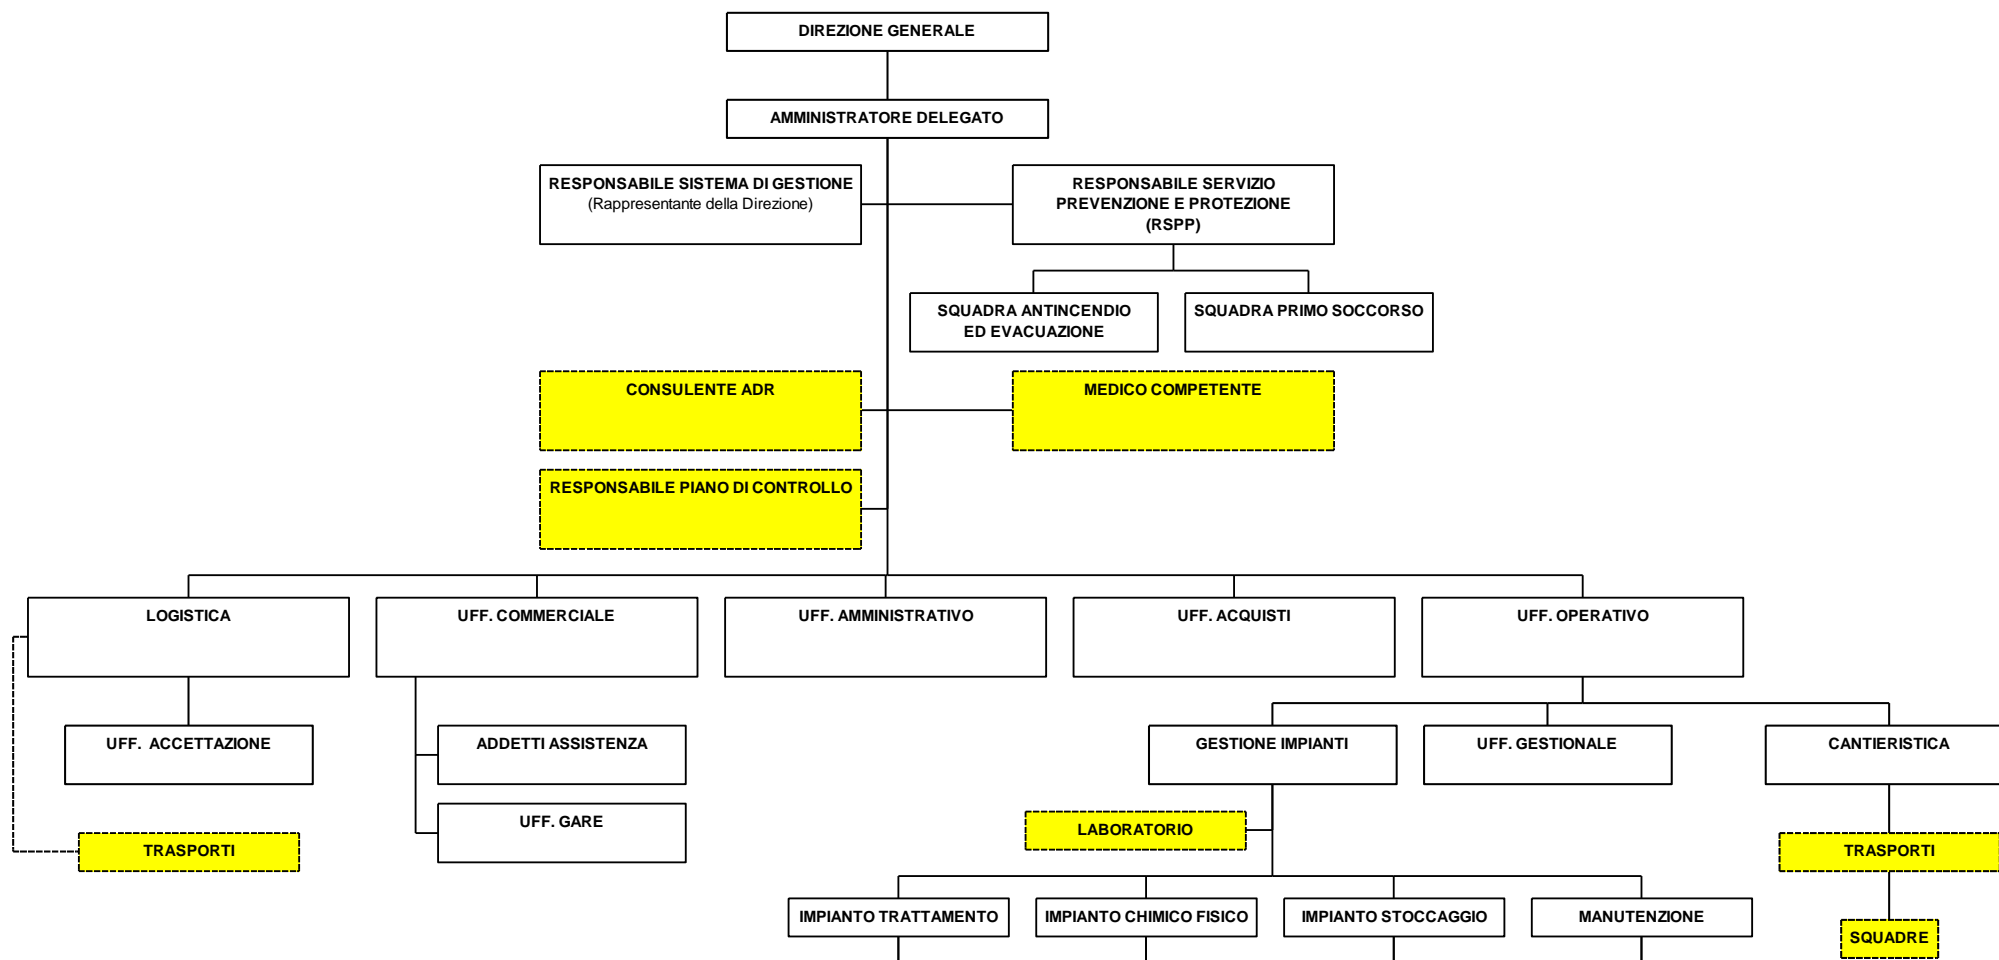 DIREZIONE GENERALE
AMMINISTRATORE DELEGATO
RESPONSABILE SISTEMA DI GESTIONE
(Rappresentante della Direzione)
RESPONSABILE SERVIZIO
PREVENZIONE E PROTEZIONE
(RSPP)
SQUADRA ANTINCENDIO
ED EVACUAZIONE
SQUADRA PRIMO SOCCORSO
CONSULENTE ADR
MEDICO COMPETENTE
RESPONSABILE PIANO DI CONTROLLO
LOGISTICA
UFF. COMMERCIALE
UFF. AMMINISTRATIVO
UFF. ACQUISTI
UFF. OPERATIVO
UFF. ACCETTAZIONE
ADDETTI ASSISTENZA
GESTIONE IMPIANTI
UFF. GESTIONALE
CANTIERISTICA
UFF. GARE
LABORATORIO
TRASPORTI
TRASPORTI
IMPIANTO TRATTAMENTO
IMPIANTO CHIMICO FISICO
IMPIANTO STOCCAGGIO
MANUTENZIONE
SQUADRE